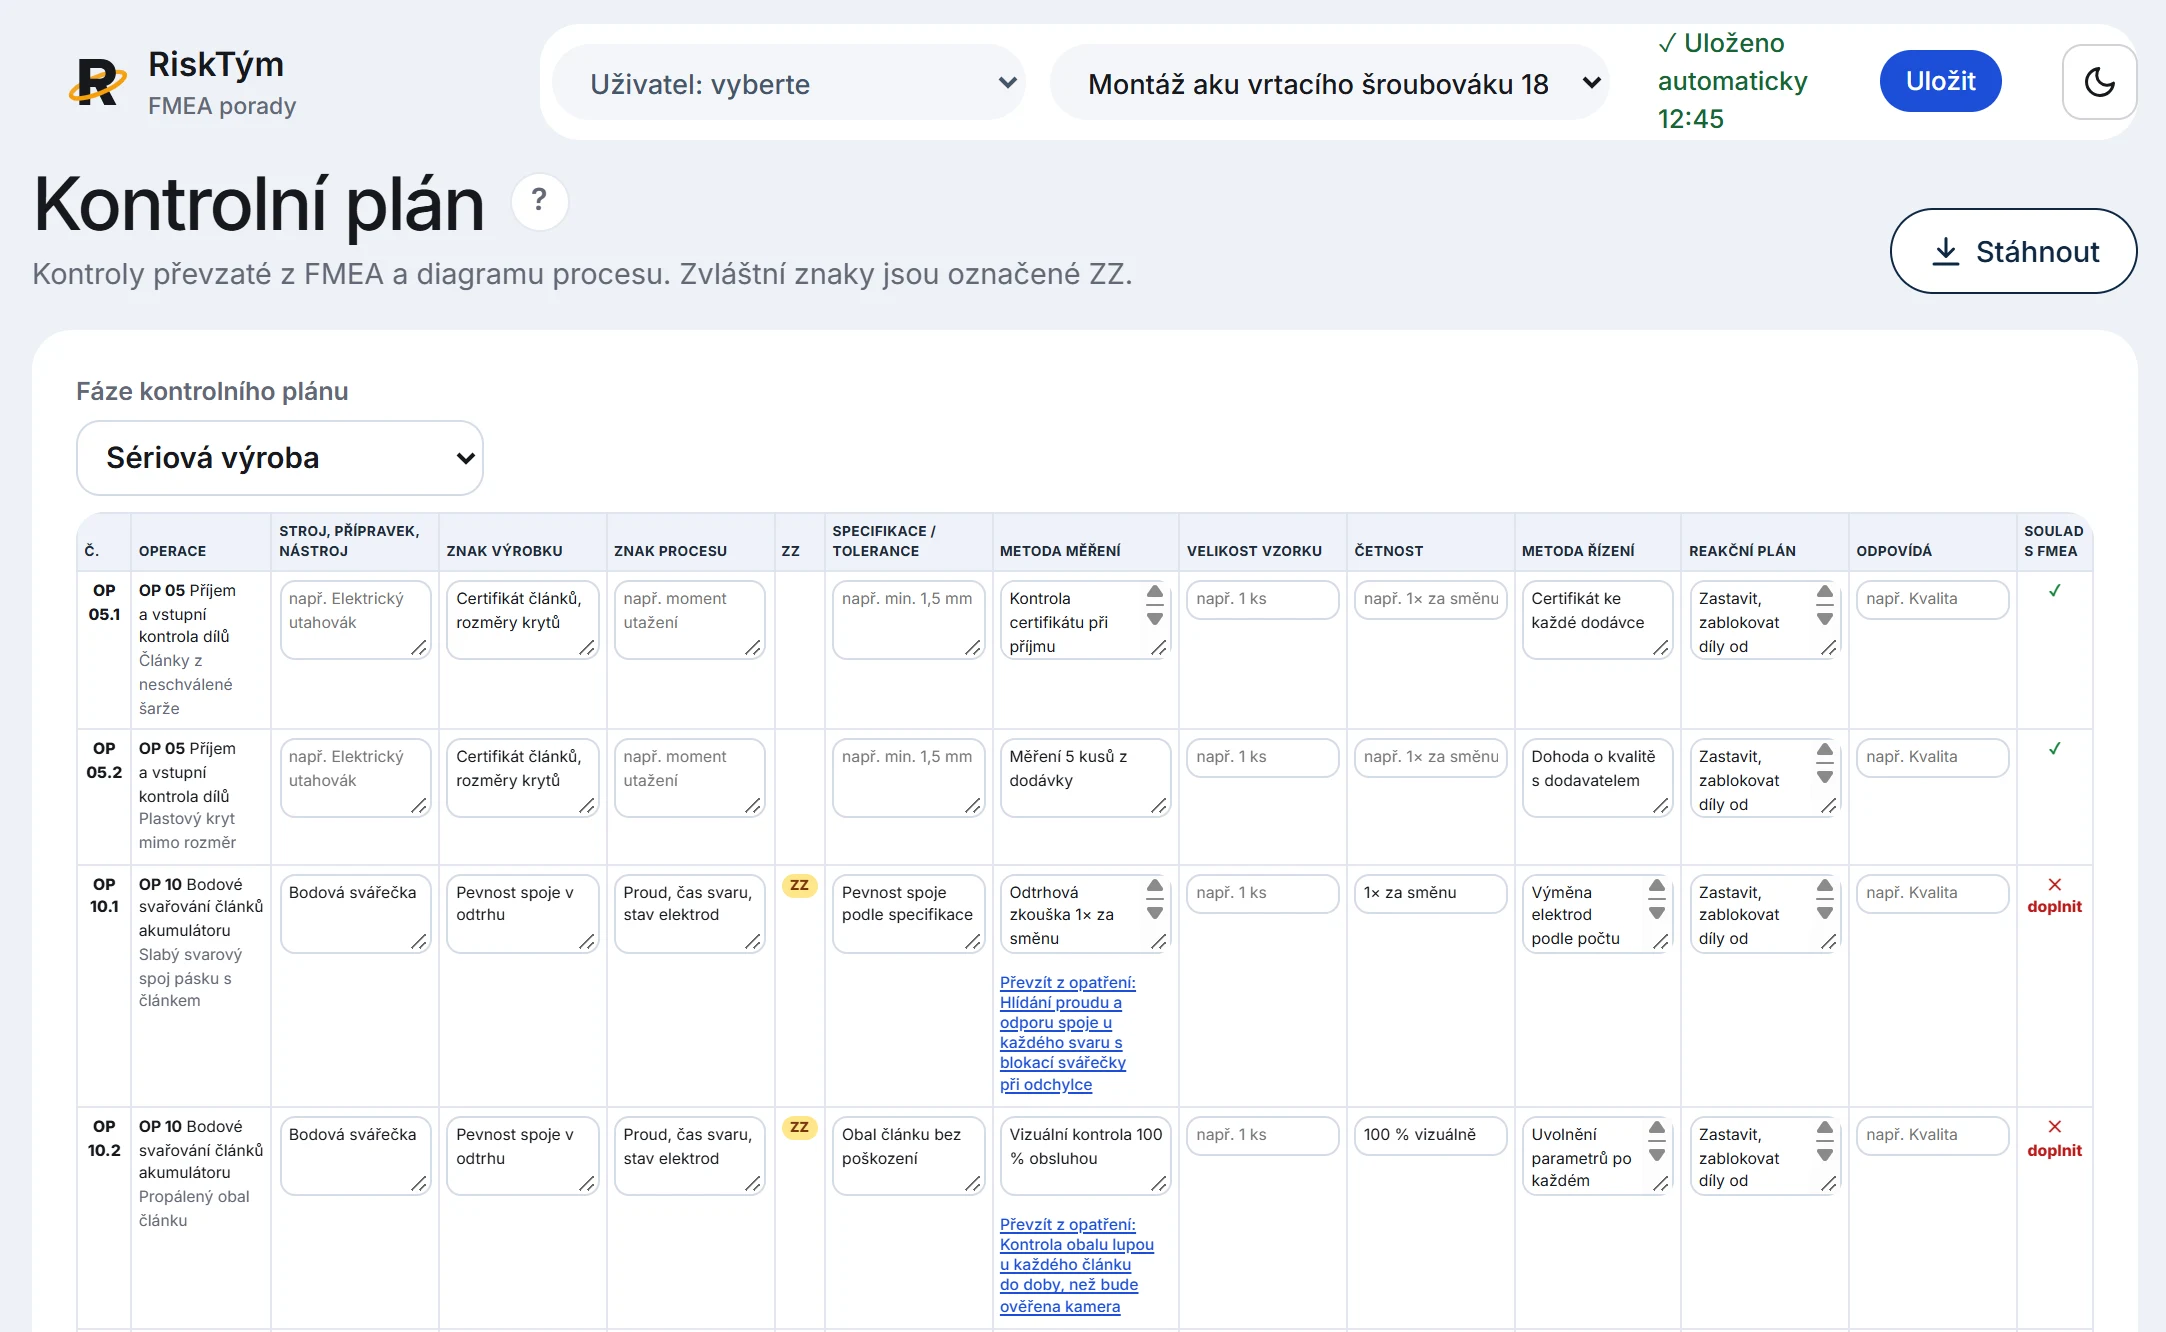 RiskTým
FMEA porady
Uživatel: vyberte
Montáž aku vrtacího šroubováku 18
✓ Uloženo
automaticky
12:45
Uložit
Kontrolní plán
?
Kontroly převzaté z FMEA a diagramu procesu. Zvláštní znaky jsou označené ZZ.
Stáhnout
Fáze kontrolního plánu
Sériová výroba
Č.
OPERACE
STROJ, PŘÍPRAVEK,
NÁSTROJ
ZNAK VÝROBKU
ZNAK PROCESU
ZZ
SPECIFIKACE /
TOLERANCE
METODA MĚŘENÍ
VELIKOST VZORKU
ČETNOST
METODA ŘÍZENÍ
REAKČNÍ PLÁN
ODPOVÍDÁ
SOULAD
S FMEA
OP
05.1
OP 05 Příjem
a vstupní
kontrola dílů
Články z
neschválené
šarže
např. Elektrický
utahovák
Certifikát článků,
rozměry krytů
např. moment
utažení
např. min. 1,5 mm
Kontrola
certifikátu při
příjmu
např. 1 ks
např. 1× za směnu
Certifikát ke
každé dodávce
Zastavit,
zablokovat
díly od
např. Kvalita
✓
OP
05.2
OP 05 Příjem
a vstupní
kontrola dílů
Plastový kryt
mimo rozměr
např. Elektrický
utahovák
Certifikát článků,
rozměry krytů
např. moment
utažení
např. min. 1,5 mm
Měření 5 kusů z
dodávky
např. 1 ks
např. 1× za směnu
Dohoda o kvalitě
s dodavatelem
Zastavit,
zablokovat
díly od
např. Kvalita
✓
OP
10.1
OP 10 Bodové
svařování článků
akumulátoru
Slabý svarový
spoj pásku s
článkem
Bodová svářečka
Pevnost spoje v
odtrhu
Proud, čas svaru,
stav elektrod
ZZ
Pevnost spoje
podle specifikace
Odtrhová
zkouška 1× za
směnu
Převzít z opatření:
Hlídání proudu a
odporu spoje u
každého svaru s
blokací svářečky
při odchylce
např. 1 ks
1× za směnu
Výměna
elektrod
podle počtu
Zastavit,
zablokovat
díly od
např. Kvalita
✕
doplnit
OP
10.2
OP 10 Bodové
svařování článků
akumulátoru
Propálený obal
článku
Bodová svářečka
Pevnost spoje v
odtrhu
Proud, čas svaru,
stav elektrod
ZZ
Obal článku bez
poškození
Vizuální kontrola 100
% obsluhou
Převzít z opatření:
Kontrola obalu lupou
u každého článku
do doby, než bude
ověřena kamera
např. 1 ks
100 % vizuálně
Uvolnění
parametrů po
každém
Zastavit,
zablokovat
díly od
např. Kvalita
✕
doplnit